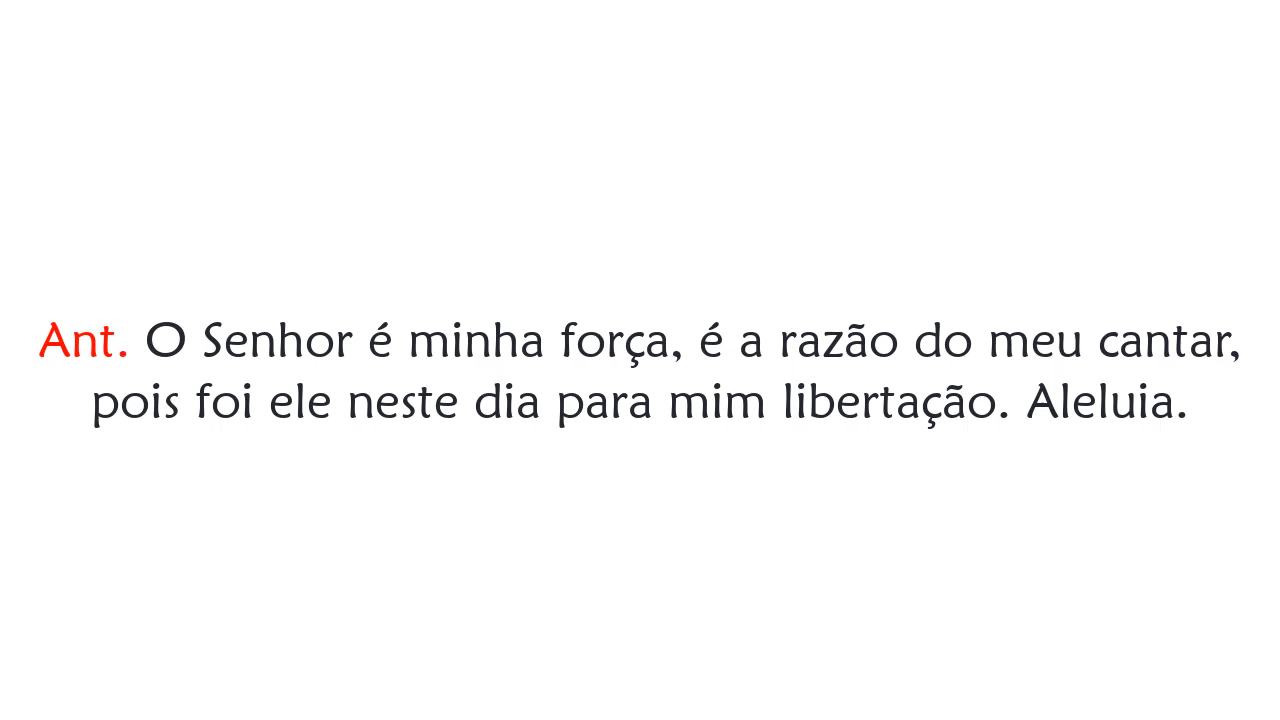 Ant. O Senhor é minha força, é a razão do meu cantar,
pois foi ele neste dia para mim libertação. Aleluia.